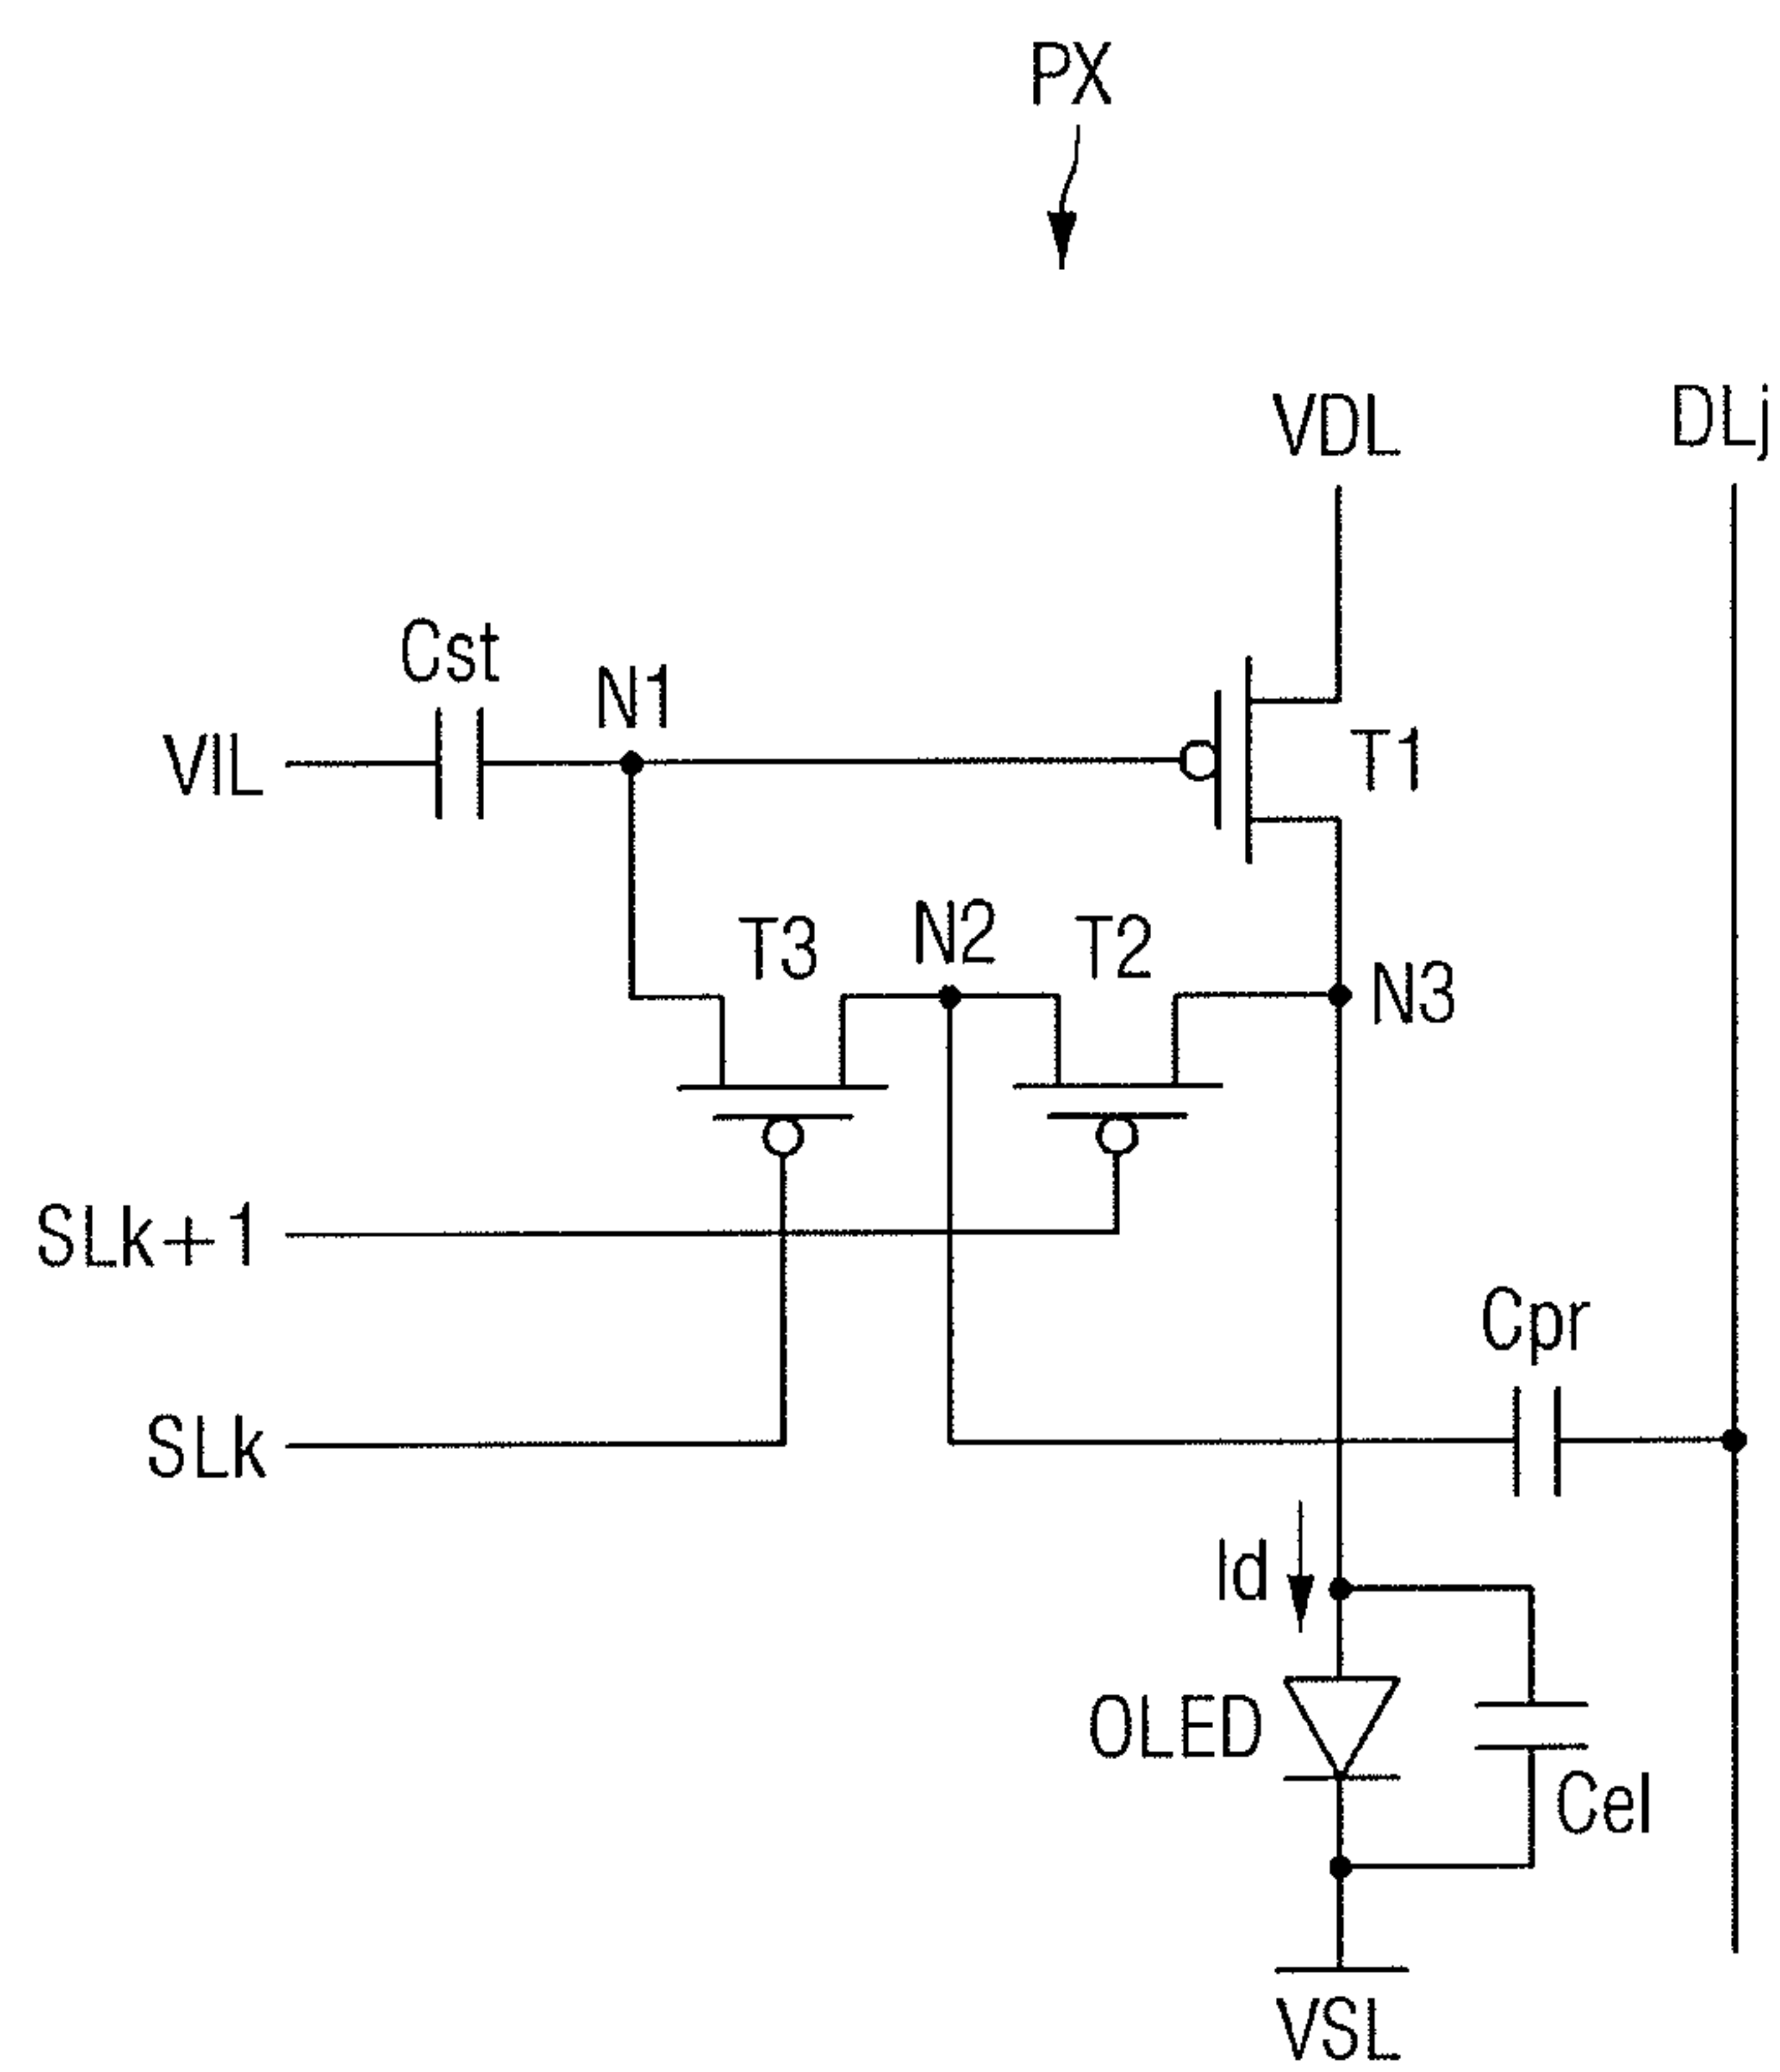 PX
VDL
DLj
Cst
N1
VIL
T1
T3
N2
T2
N3
SLk+1
Cpr
SLk
Id
OLED
Cel
VSL